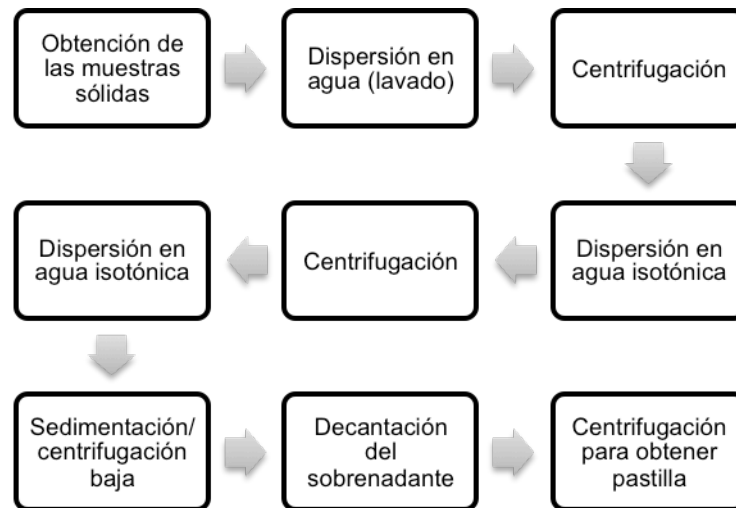 Obtención de
las muestras
sólidas
Dispersión en
agua (lavado)
Centrifugación
Dispersión en
agua isotónica
Centrifugación
Dispersión en
agua isotónica
Sedimentación/
centrifugación
baja
Decantación
del
sobrenadante
Centrifugación
para obtener
pastilla